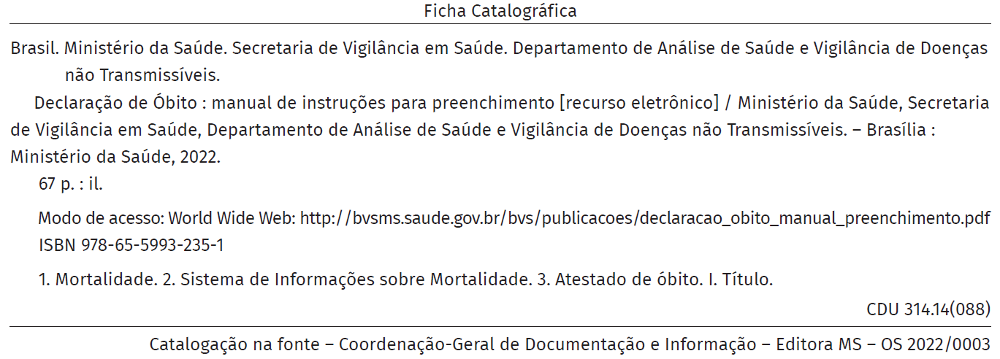 Ficha Catalográfica
Brasil. Ministério da Saúde. Secretaria de Vigilância em Saúde. Departamento de Análise de Saúde e Vigilância de Doenças
não Transmissíveis.
Declaração de Óbito : manual de instruções para preenchimento [recurso eletrônico] / Ministério da Saúde, Secretaria
de Vigilância em Saúde, Departamento de Análise de Saúde e Vigilância de Doenças não Transmissíveis. – Brasília :
Ministério da Saúde, 2022.
67 p. : il.
Modo de acesso: World Wide Web: http://bvsms.saude.gov.br/bvs/publicacoes/declaracao_obito_manual_preenchimento.pdf
ISBN 978-65-5993-235-1
1. Mortalidade. 2. Sistema de Informações sobre Mortalidade. 3. Atestado de óbito. I. Título.
CDU 314.14(088)
Catalogação na fonte – Coordenação-Geral de Documentação e Informação – Editora MS – OS 2022/0003